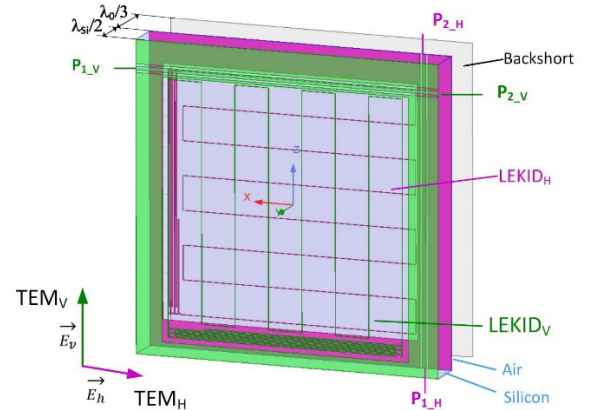 λ₀/3
λSi/2
P2_H
Backshort
P1_V
P2_V
Z
LEKIDH
X
Y
TEMV
LEKIDV
Ev
Air
Eh
TEMH
P1_H
Silicon